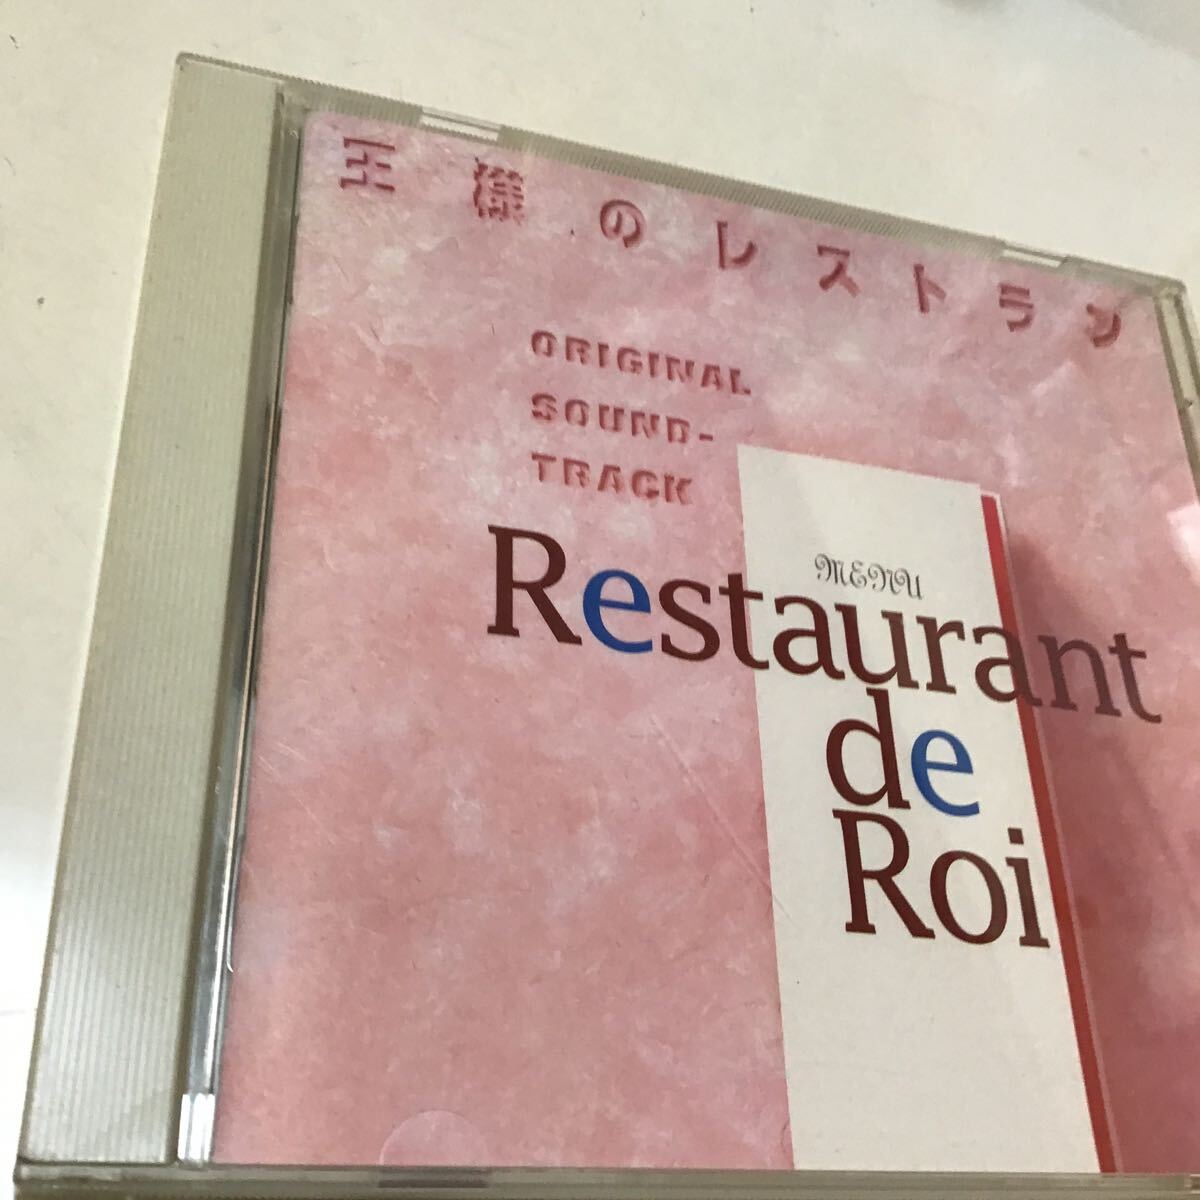 王様のレストラン
ORIGINAL
SOUND-
TRACK
MENU
Restaurant
de
Roi